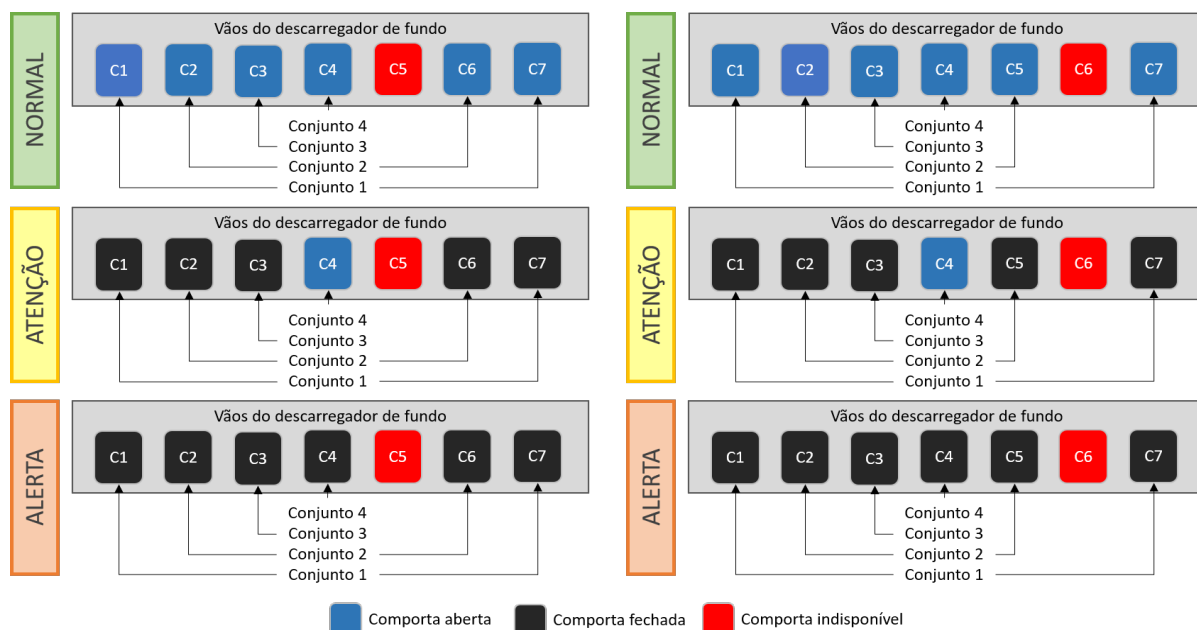 NORMAL
Vãos do descarregador de fundo
C1 C2 C3 C4 C5 C6 C7
Conjunto 4
Conjunto 3
Conjunto 2
Conjunto 1
NORMAL
Vãos do descarregador de fundo
C1 C2 C3 C4 C5 C6 C7
Conjunto 4
Conjunto 3
Conjunto 2
Conjunto 1
ATENÇÃO
Vãos do descarregador de fundo
C1 C2 C3 C4 C5 C6 C7
Conjunto 4
Conjunto 3
Conjunto 2
Conjunto 1
ATENÇÃO
Vãos do descarregador de fundo
C1 C2 C3 C4 C5 C6 C7
Conjunto 4
Conjunto 3
Conjunto 2
Conjunto 1
ALERTA
Vãos do descarregador de fundo
C1 C2 C3 C4 C5 C6 C7
Conjunto 4
Conjunto 3
Conjunto 2
Conjunto 1
ALERTA
Vãos do descarregador de fundo
C1 C2 C3 C4 C5 C6 C7
Conjunto 4
Conjunto 3
Conjunto 2
Conjunto 1
Comporta aberta
Comporta fechada
Comporta indisponível